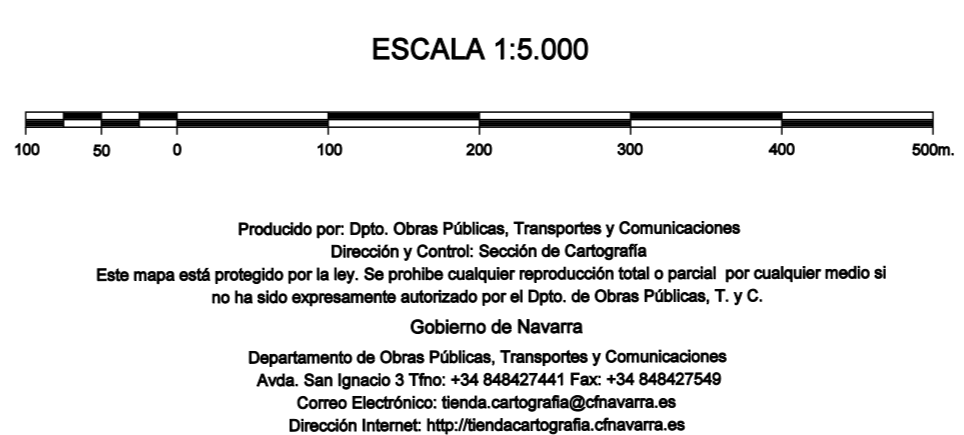 ESCALA 1:5.000
100 50 0 100 200 300 400 500m.
Producido por: Dpto. Obras Públicas, Transportes y Comunicaciones
Dirección y Control: Sección de Cartografía
Este mapa está protegido por la ley. Se prohibe cualquier reproducción total o parcial por cualquier medio si
no ha sido expresamente autorizado por el Dpto. de Obras Públicas, T. y C.
Gobierno de Navarra
Departamento de Obras Públicas, Transportes y Comunicaciones
Avda. San Ignacio 3 Tfno: +34 848427441 Fax: +34 848427549
Correo Electrónico: tienda.cartografia@cfnavarra.es
Dirección Internet: http://tiendacartografia.cfnavarra.es